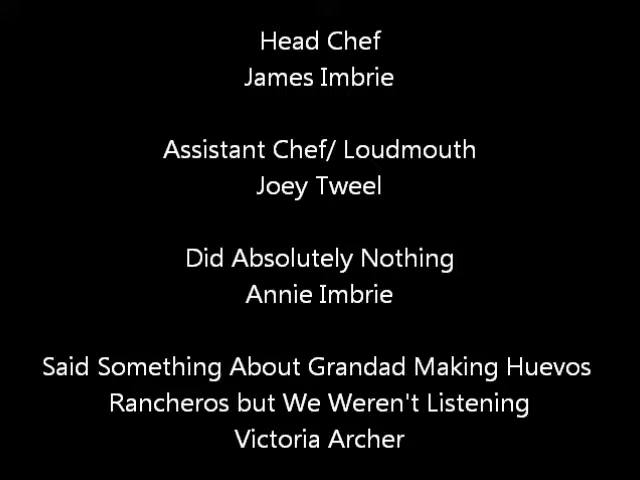 Head Chef
James Imbrie
Assistant Chef/ Loudmouth
Joey Tweel
Did Absolutely Nothing
Annie Imbrie
Said Something About Grandad Making Huevos
Rancheros but We Weren't Listening
Victoria Archer